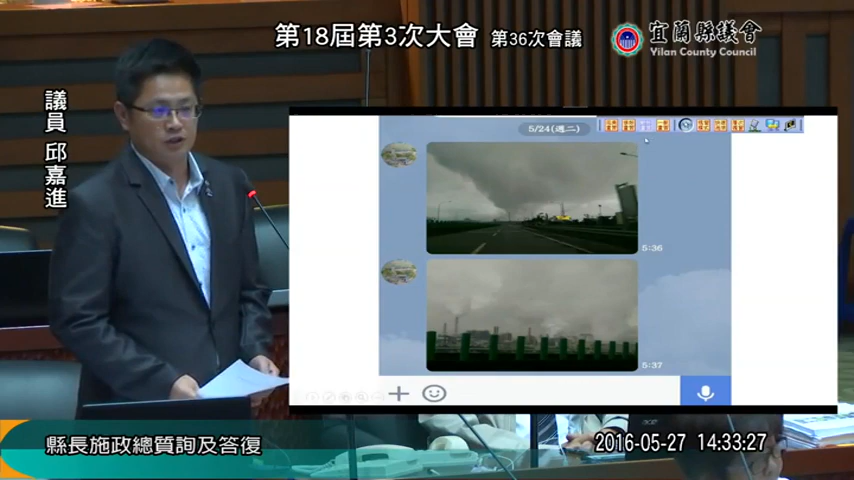 第18屆第3次大會 第36次會議
宜蘭縣議會
Yilan County Council
議員 邱嘉進
5/24(週二)
5:36
5:37
縣長施政總質詢及答復
2016-05-27 14:33:27